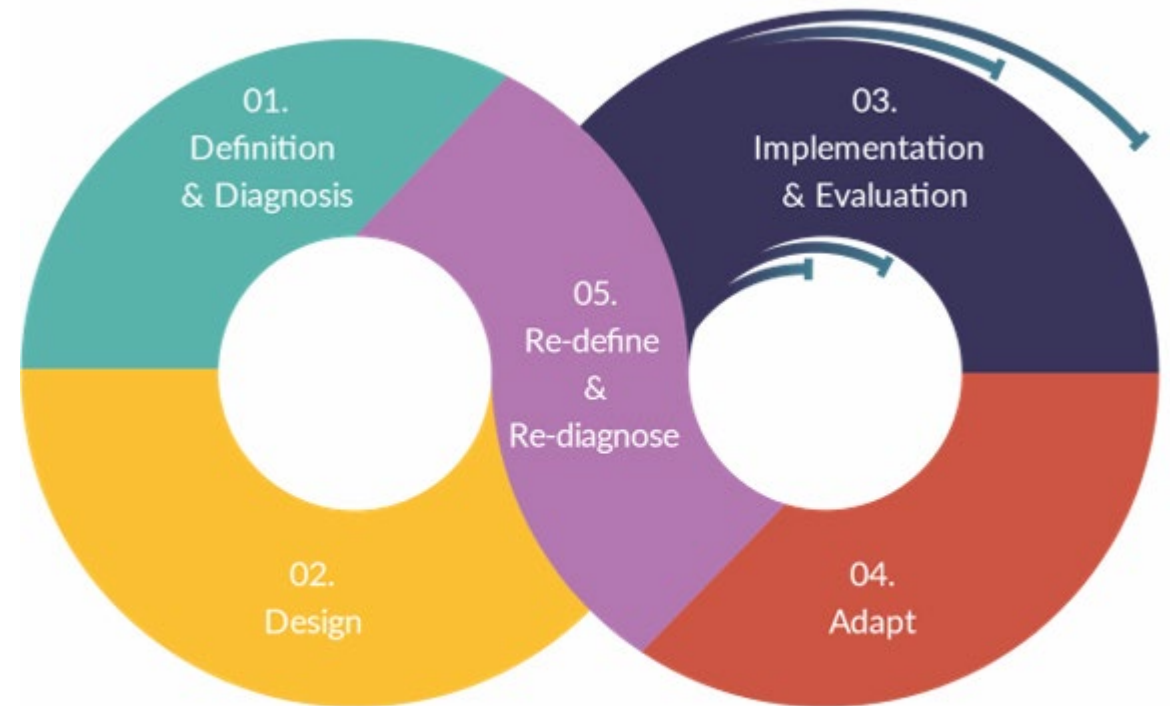 01.
Definition
& Diagnosis
02.
Design
03.
Implementation
& Evaluation
04.
Adapt
05.
Re-define
&
Re-diagnose